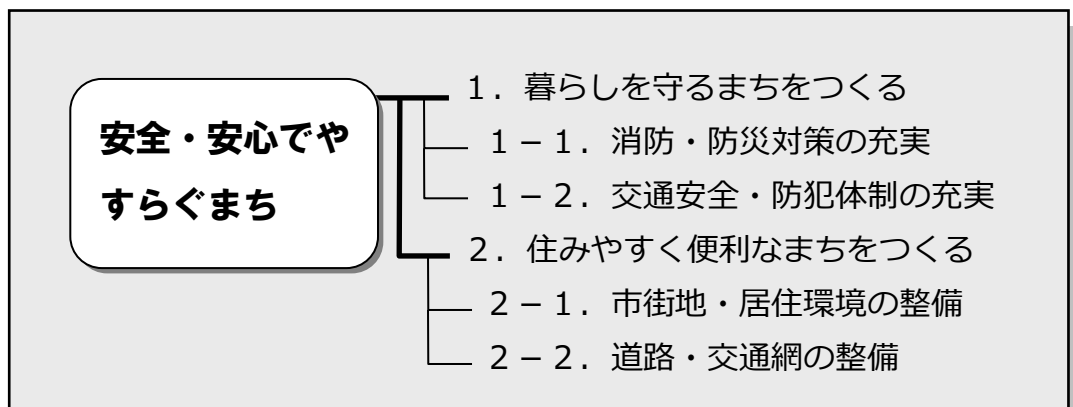 安全・安心でや
すらぐまち
１．暮らしを守るまちをつくる
１－１．消防・防災対策の充実
１－２．交通安全・防犯体制の充実
２．住みやすく便利なまちをつくる
２－１．市街地・居住環境の整備
２－２．道路・交通網の整備